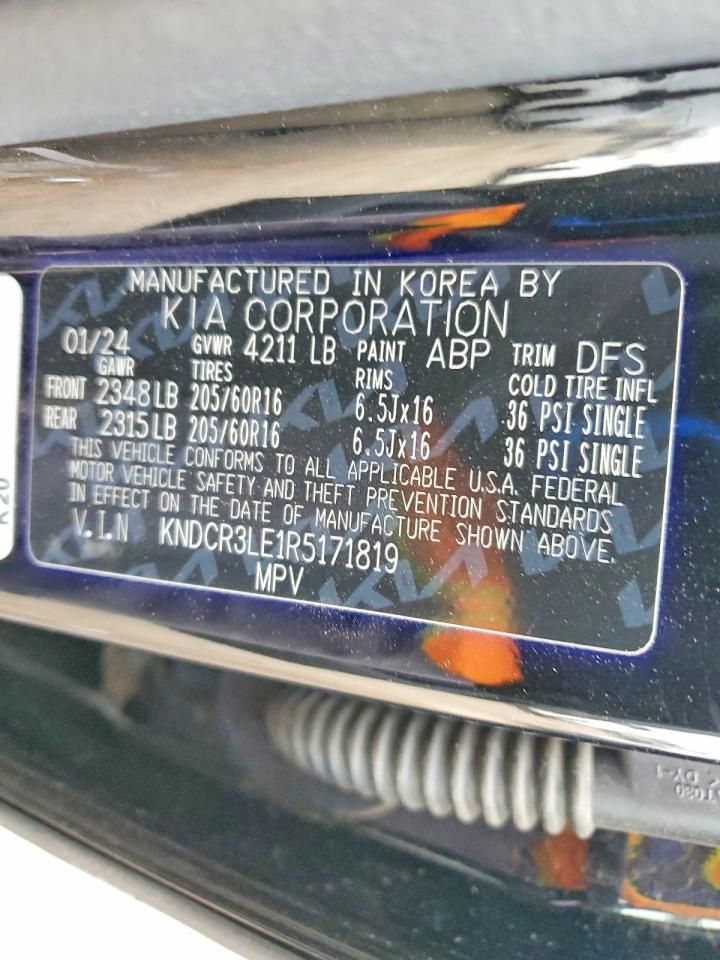 MANUFACTURED IN KOREA BY
KIA CORPORATION
01/24 GVWR 4211 LB PAINT ABP TRIM DFS
GAWR TIRES RIMS COLD TIRE INFL
FRONT 2348 LB 205/60R16 6.5Jx16 36 PSI SINGLE
REAR 2315 LB 205/60R16 6.5Jx16 36 PSI SINGLE
THIS VEHICLE CONFORMS TO ALL APPLICABLE U.S.A. FEDERAL
MOTOR VEHICLE SAFETY AND THEFT PREVENTION STANDARDS
IN EFFECT ON THE DATE OF MANUFACTURE SHOWN ABOVE.
V.I.N KNDCR3LE1R5171819
MPV